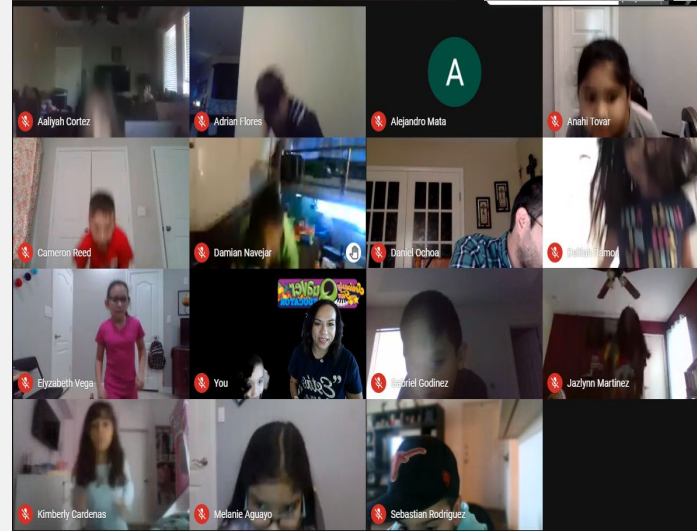 A
Aaliyah Cortez
Adrian Flores
Alejandro Mata
Anahi Tovar
Cameron Reed
Damian Navejar
Daniel Ochoa
Elyzabeth Vega
You
Quaver
Godinez
Jazlynn Martinez
Kimberly Cardenas
Melanie Aguayo
Sebastian Rodriguez